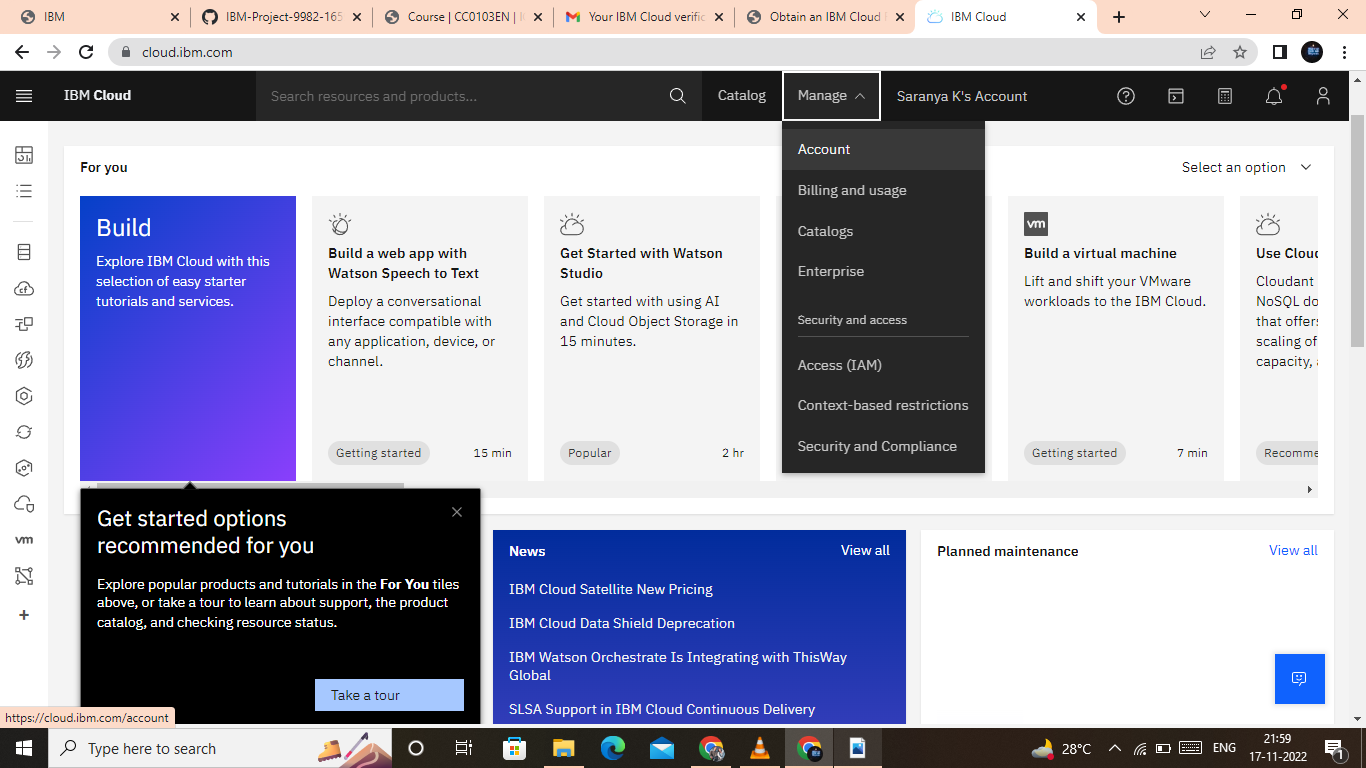 IBM
IBM-Project-9982-165
Course | CC0103EN |
Your IBM Cloud verific
Obtain an IBM Cloud
IBM Cloud
cloud.ibm.com
IBM Cloud
Search resources and products...
Catalog
Manage
Saranya K's Account
For you
Select an option
Build
Explore IBM Cloud with this
selection of easy starter
tutorials and services.
Build a web app with
Watson Speech to Text
Deploy a conversational
interface compatible with
any application, device, or
channel.
Getting started
15 min
Get Started with Watson
Studio
Get started with using AI
and Cloud Object Storage in
15 minutes.
Popular
2 hr
Account
Billing and usage
Catalogs
Enterprise
Security and access
Access (IAM)
Context-based restrictions
Security and Compliance
vm
Build a virtual machine
Lift and shift your VMware
workloads to the IBM Cloud.
Getting started
7 min
Use Clou
Cloudant
NoSQL do
that offers
scaling of
capacity,
Recomme
cf
vm
Get started options
recommended for you
Explore popular products and tutorials in the For You tiles
above, or take a tour to learn about support, the product
catalog, and checking resource status.
Take a tour
News
View all
IBM Cloud Satellite New Pricing
IBM Cloud Data Shield Deprecation
IBM Watson Orchestrate Is Integrating with ThisWay
Global
SLSA Support in IBM Cloud Continuous Delivery
Planned maintenance
View all
https://cloud.ibm.com/account
Type here to search
28°C
ENG
21:59
17-11-2022
1